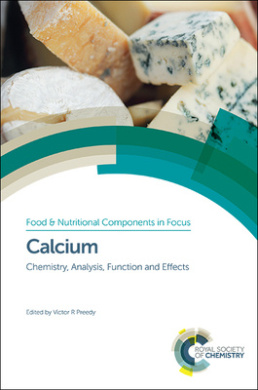 Food & Nutritional Components in Focus
Calcium
Chemistry, Analysis, Function and Effects
Edited by Victor R Preedy
ROYAL SOCIETY
OF CHEMISTRY